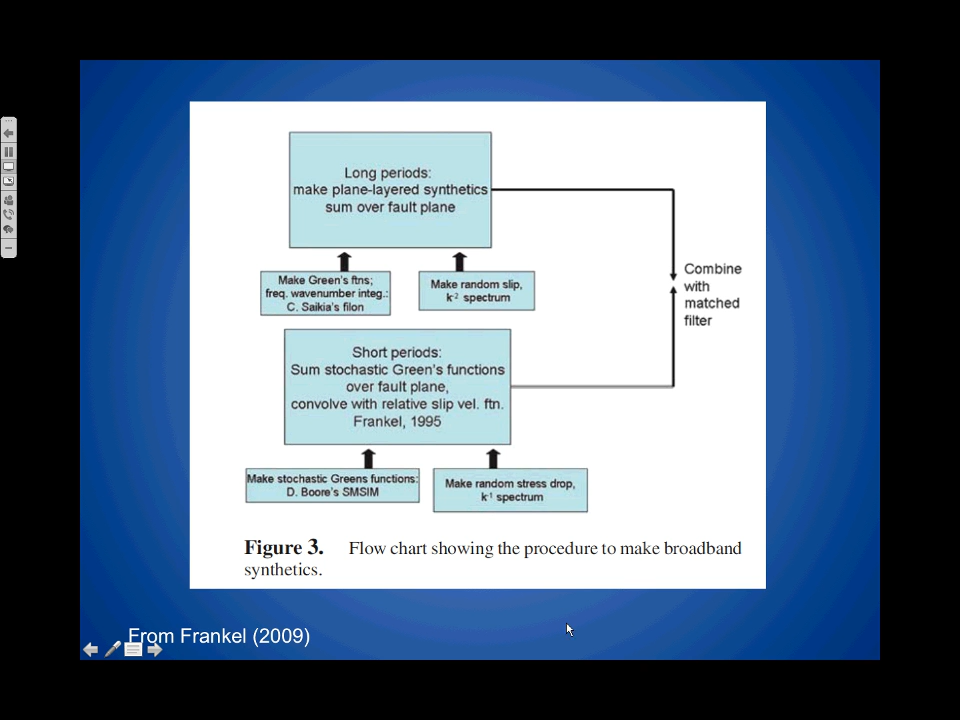 Long periods:
make plane-layered synthetics
sum over fault plane
Make Green's ftns;
freq. wavenumber integ.:
C. Saikia's filon
Make random slip,
k-2 spectrum
Combine
with
matched
filter
Short periods:
Sum stochastic Green's functions
over fault plane,
convolve with relative slip vel. ftn.
Frankel, 1995
Make stochastic Greens functions:
D. Boore's SMSIM
Make random stress drop,
k-1 spectrum
Figure 3. Flow chart showing the procedure to make broadband
synthetics.
From Frankel (2009)